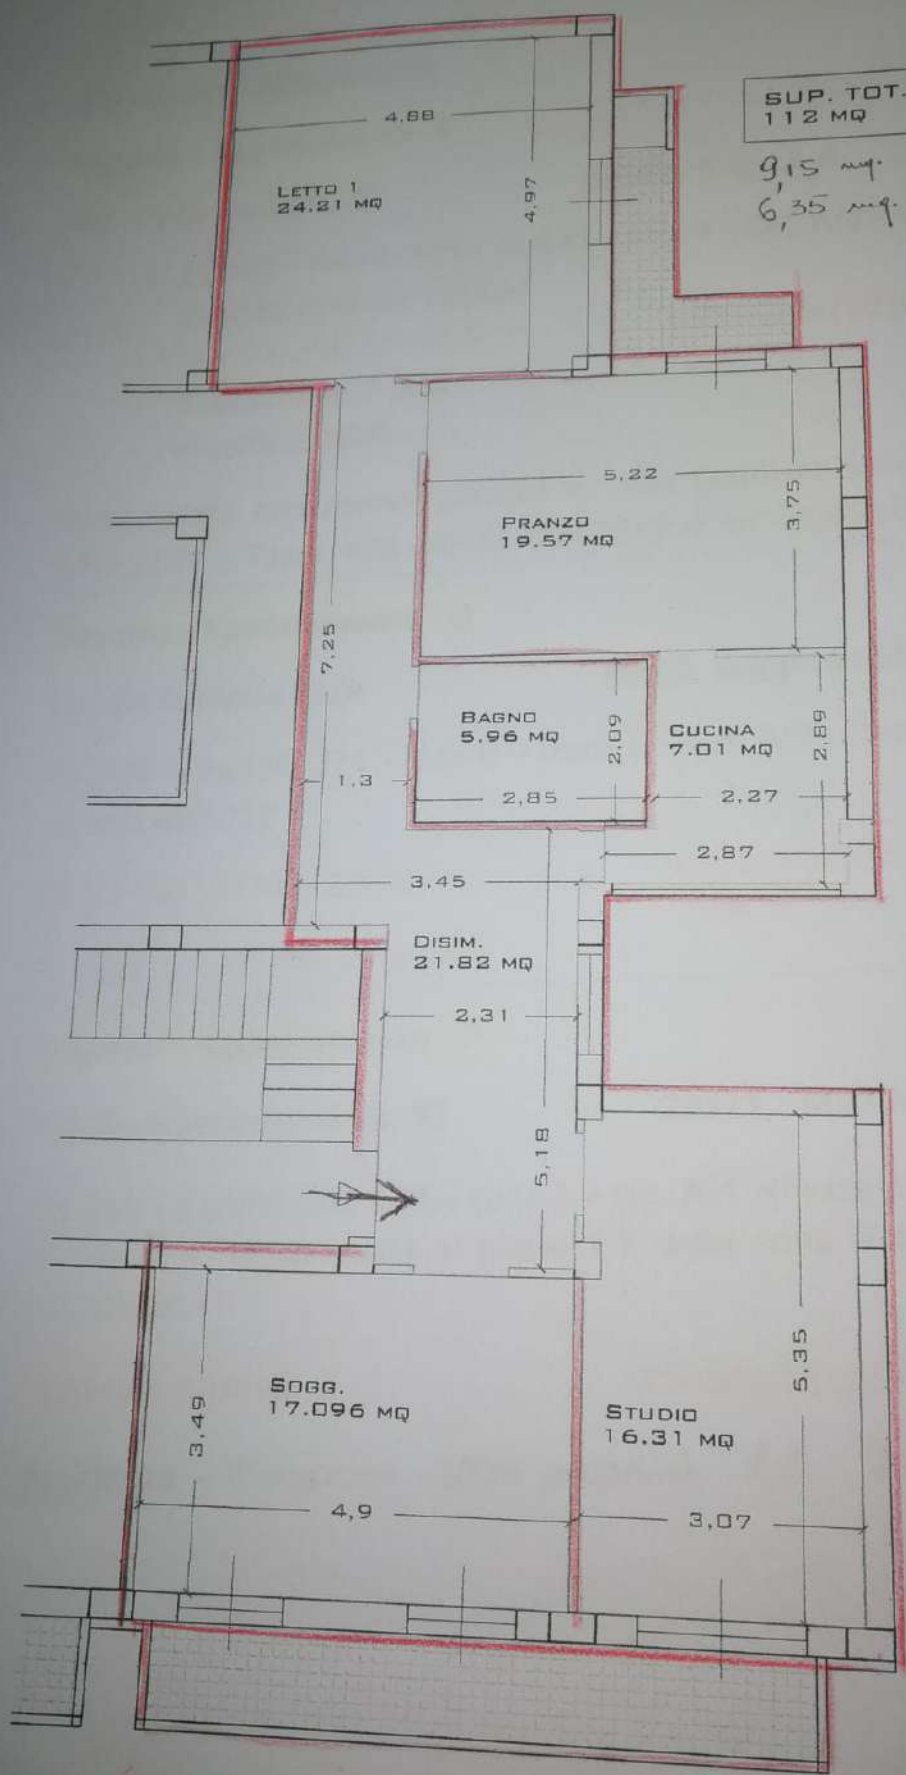 SUP. TOT.
112 MQ
9,15 mq.
6,35 mq.
4,88
LETTO 1
24.21 MQ
4,97
5,22
3,75
PRANZO
19.57 MQ
7,25
BAGNO
5.96 MQ
2,09
CUCINA
7.01 MQ
2,89
1,3
2,85
2,27
2,87
3,45
DISIM.
21.82 MQ
2,31
5,18
SOGG.
17.096 MQ
3,49
4,9
STUDIO
16.31 MQ
5,35
3,07